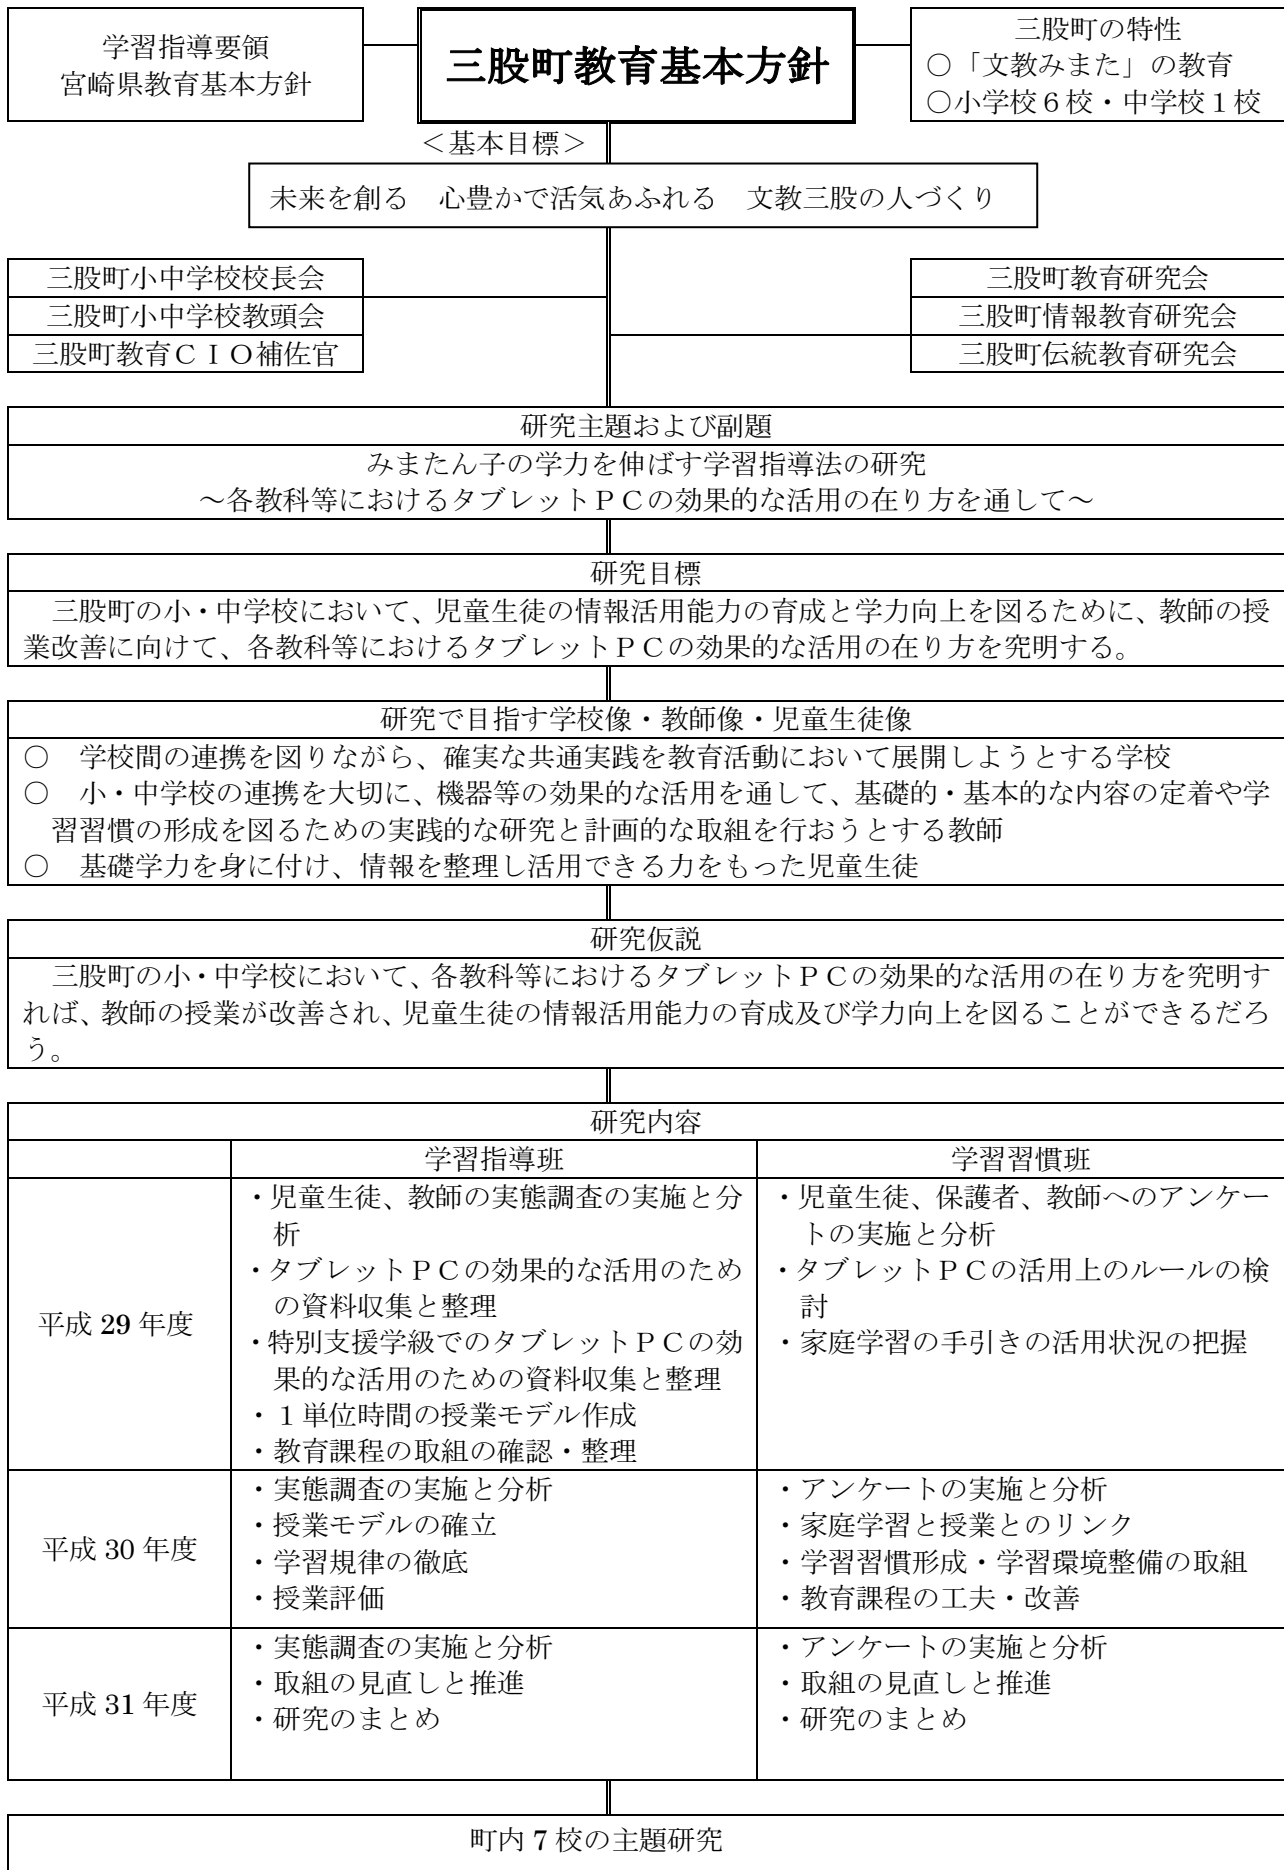 学習指導要領
宮崎県教育基本方針
三股町教育基本方針
三股町の特性
○「文教みまた」の教育
○小学校６校・中学校１校
＜基本目標＞
未来を創る　心豊かで活気あふれる　文教三股の人づくり
三股町小中学校校長会
三股町小中学校教頭会
三股町教育ＣＩＯ補佐官
三股町教育研究会
三股町情報教育研究会
三股町伝統教育研究会
研究主題および副題
みまたん子の学力を伸ばす学習指導法の研究
～各教科等におけるタブレットＰＣの効果的な活用の在り方を通して～
研究目標
三股町の小・中学校において、児童生徒の情報活用能力の育成と学力向上を図るために、教師の授
業改善に向けて、各教科等におけるタブレットＰＣの効果的な活用の在り方を究明する。
研究で目指す学校像・教師像・児童生徒像
○　学校間の連携を図りながら、確実な共通実践を教育活動において展開しようとする学校
○　小・中学校の連携を大切に、機器等の効果的な活用を通して、基礎的・基本的な内容の定着や学
習習慣の形成を図るための実践的な研究と計画的な取組を行おうとする教師
○　基礎学力を身に付け、情報を整理し活用できる力をもった児童生徒
研究仮説
三股町の小・中学校において、各教科等におけるタブレットＰＣの効果的な活用の在り方を究明す
れば、教師の授業が改善され、児童生徒の情報活用能力の育成及び学力向上を図ることができるだろ
う。
研究内容
学習指導班
学習習慣班
平成 29 年度
・児童生徒、教師の実態調査の実施と分
析
・タブレットＰＣの効果的な活用のため
の資料収集と整理
・特別支援学級でのタブレットＰＣの効
果的な活用のための資料収集と整理
・１単位時間の授業モデル作成
・教育課程の取組の確認・整理
・児童生徒、保護者、教師へのアンケー
トの実施と分析
・タブレットＰＣの活用上のルールの検
討
・家庭学習の手引きの活用状況の把握
平成 30 年度
・実態調査の実施と分析
・授業モデルの確立
・学習規律の徹底
・授業評価
・アンケートの実施と分析
・家庭学習と授業とのリンク
・学習習慣形成・学習環境整備の取組
・教育課程の工夫・改善
平成 31 年度
・実態調査の実施と分析
・取組の見直しと推進
・研究のまとめ
・アンケートの実施と分析
・取組の見直しと推進
・研究のまとめ
町内 7 校の主題研究